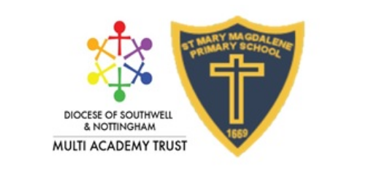 DIOCESE OF SOUTHWELL
& NOTTINGHAM
MULTI ACADEMY TRUST
ST MARY MAGDALENE
PRIMARY SCHOOL
1669